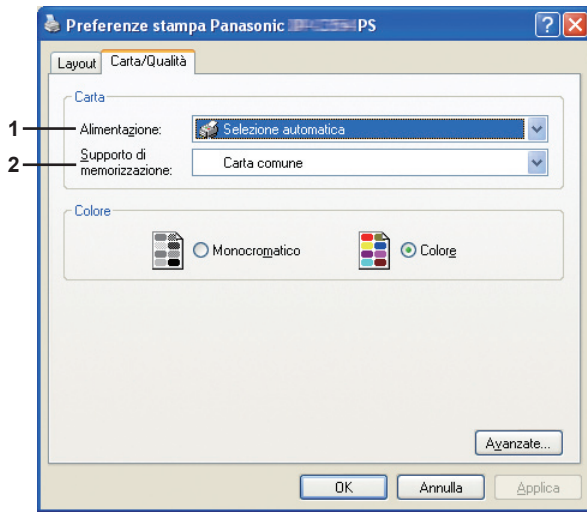 Preferenze stampa Panasonic PS
Layout Carta/Qualità
Carta
1 Alimentazione: Selezione automatica
2 Supporto di memorizzazione: Carta comune
Colore
Monocromatico Colore
Avanzate...
OK Annulla Applica